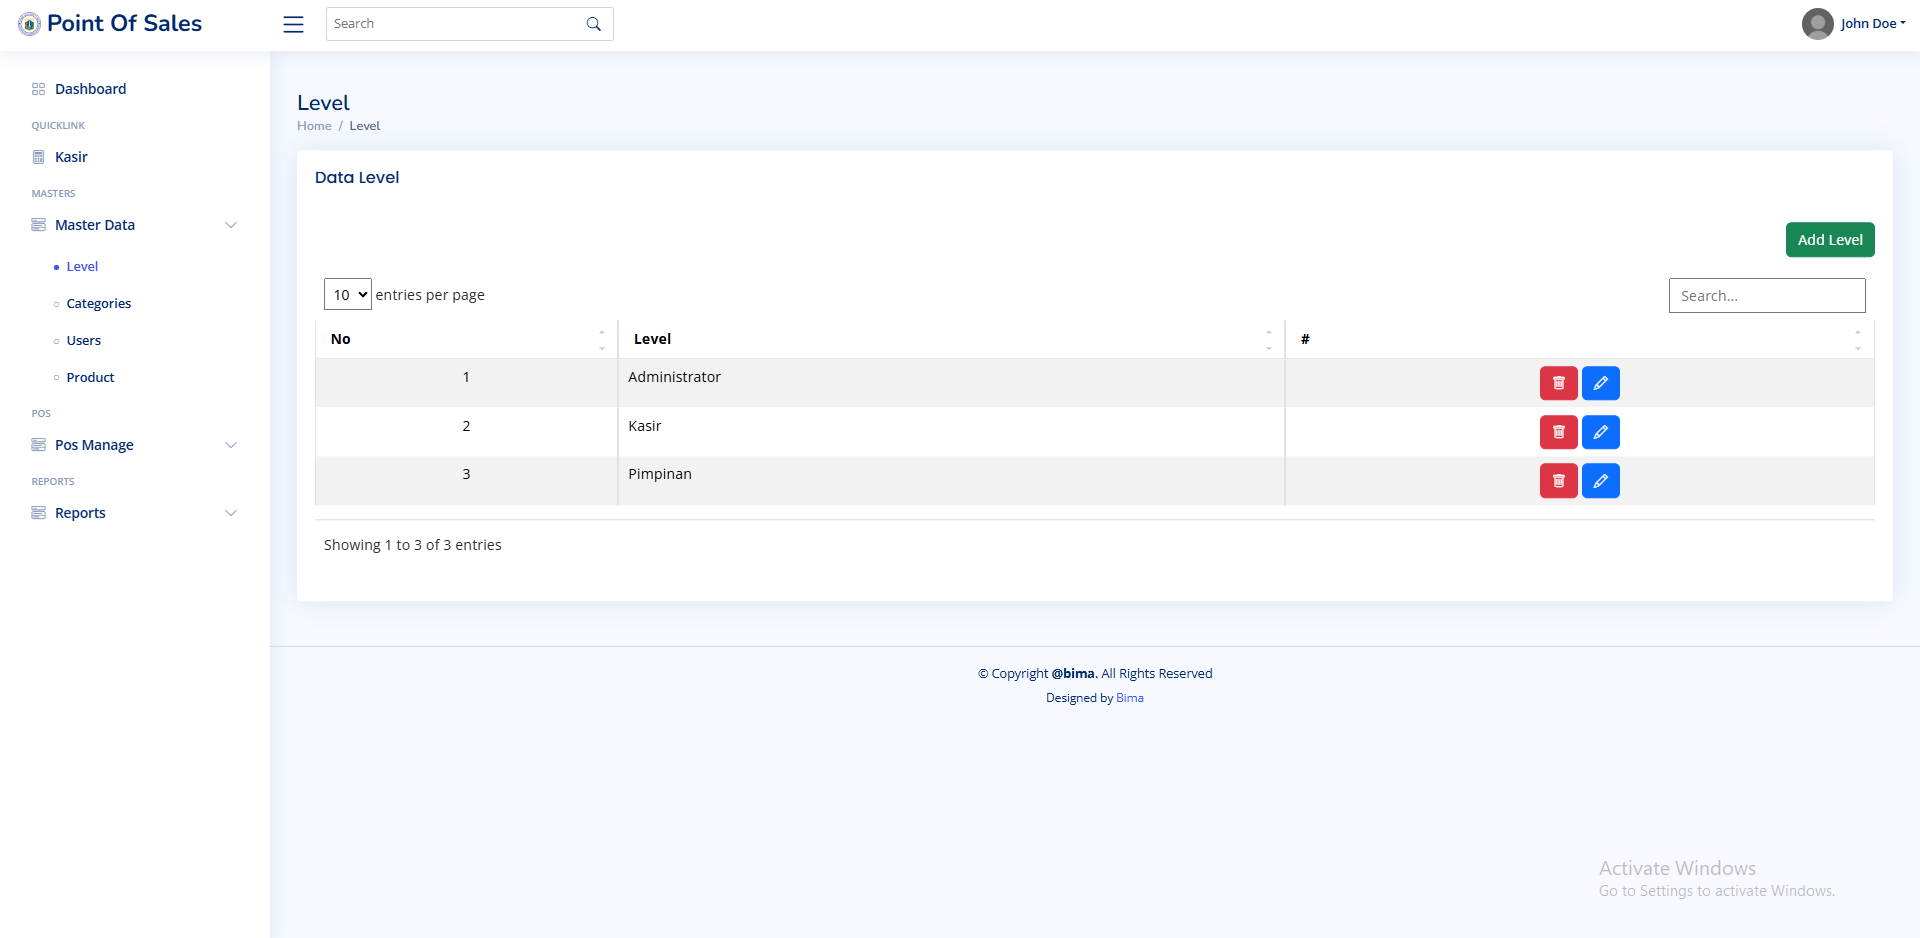 Point Of Sales
Search
John Doe
Dashboard
QUICKLINK
Kasir
MASTERS
Master Data
Level
Categories
Users
Product
POS
Pos Manage
REPORTS
Reports
Level
Home / Level
Data Level
Add Level
10 entries per page
Search...
No Level #
1 Administrator
2 Kasir
3 Pimpinan
Showing 1 to 3 of 3 entries
© Copyright @bima. All Rights Reserved
Designed by Bima
Activate Windows
Go to Settings to activate Windows.